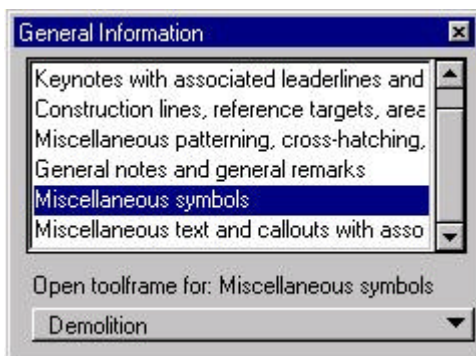 General Information
Keynotes with associated leaderlines and
Construction lines, reference targets, area
Miscellaneous patterning, cross-hatching,
General notes and general remarks
Miscellaneous symbols
Miscellaneous text and callouts with asso
Open toolframe for: Miscellaneous symbols
Demolition